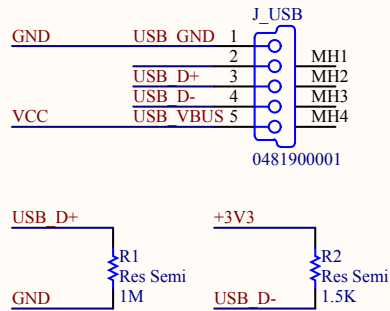 J_USB
GND USB_GND 1
2 MH1
USB_D+ 3 MH2
USB_D- 4 MH3
VCC USB_VBUS 5 MH4
0481900001
USB_D+ +3V3
R1 R2
Res Semi Res Semi
1M 1.5K
GND USB_D-